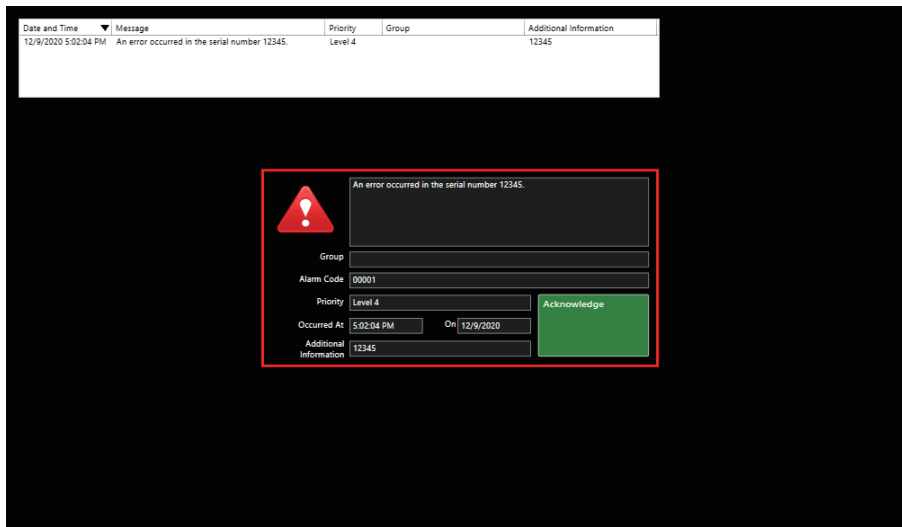 Date and Time Message Priority Group Additional Information
12/9/2020 5:02:04 PM An error occurred in the serial number 12345. Level 4 12345
An error occurred in the serial number 12345.
Group
Alarm Code 00001
Priority Level 4
Acknowledge
Occurred At 5:02:04 PM On 12/9/2020
Additional
Information 12345